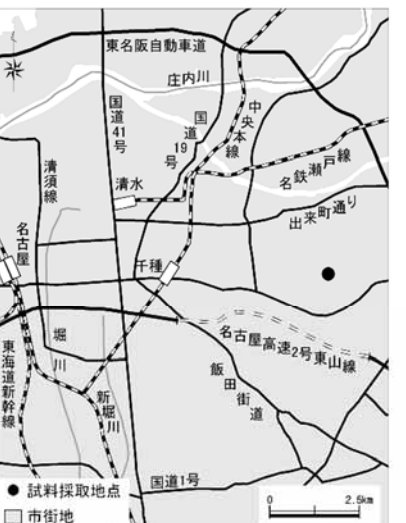 東名阪自動車道
庄内川
国道41号
国道19号
中央本線
名鉄瀬戸線
清須線
清水
出来町通り
名古屋
千種
名古屋高速2号東山線
堀川
飯田街道
東海道新幹線
新堀川
国道1号
試料採取地点
市街地
0 2.5km